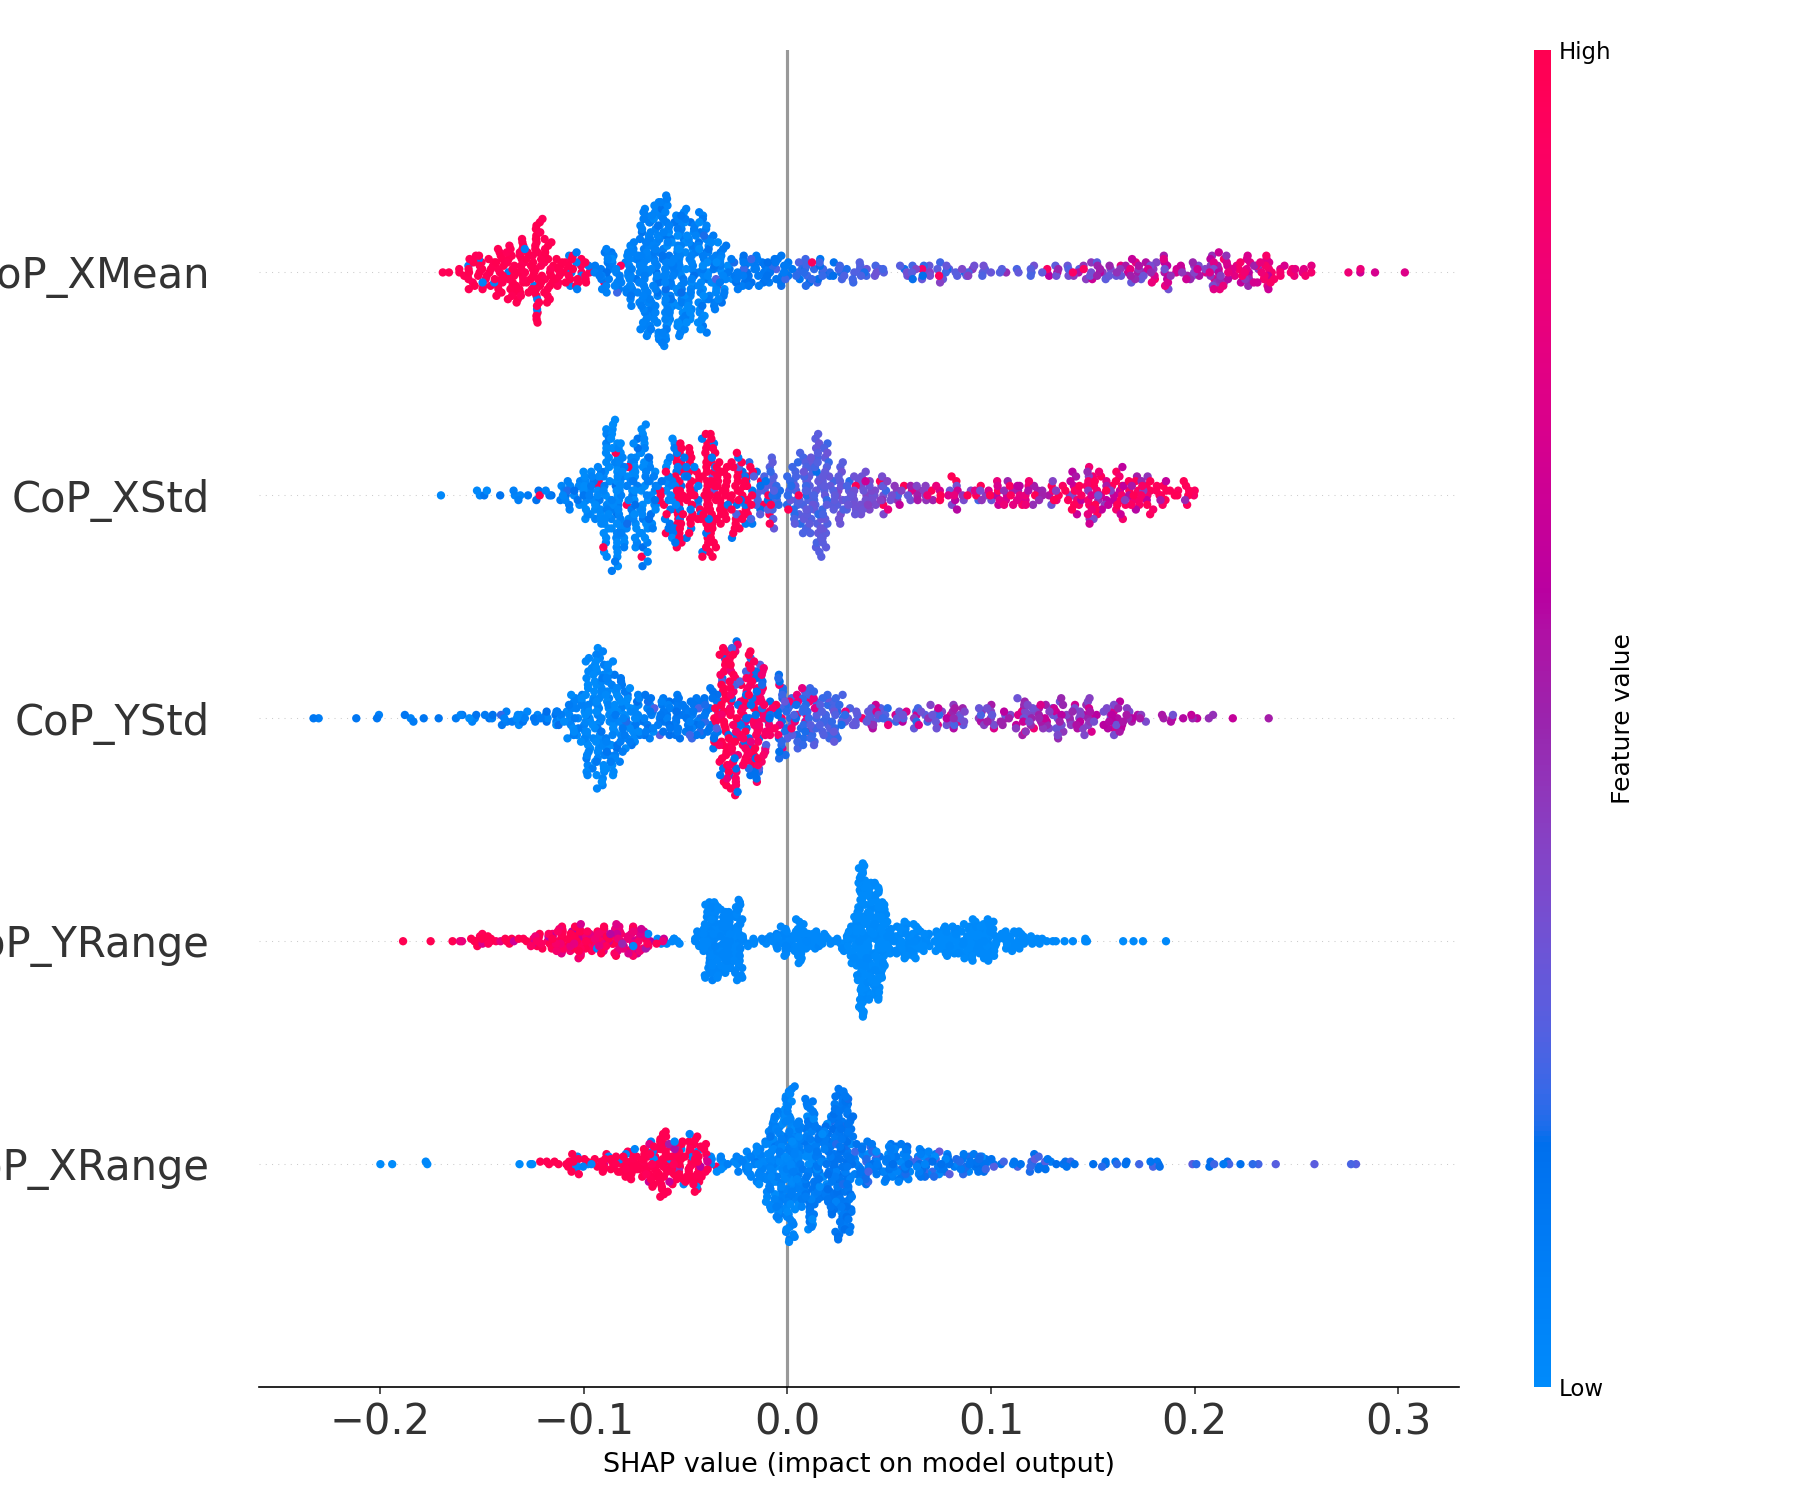 High
oP_XMean
CoP_XStd
CoP_YStd
oP_YRange
oP_XRange
Feature value
Low
−0.2 −0.1 0.0 0.1 0.2 0.3
SHAP value (impact on model output)